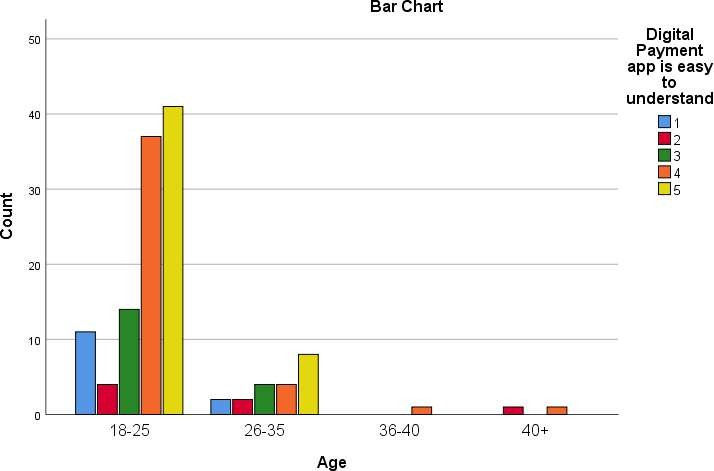 Bar Chart
Digital
Payment
app is easy
to
understand
1
2
3
4
5
Count
50
40
30
20
10
0
18-25 26-35 36-40 40+
Age